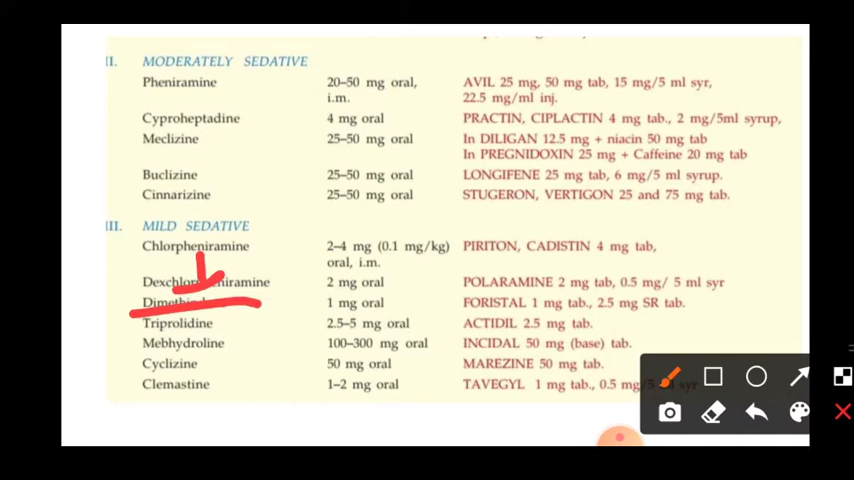 II. MODERATELY SEDATIVE
Pheniramine 20–50 mg oral, AVIL 25 mg, 50 mg tab, 15 mg/5 ml syr,
i.m. 22.5 mg/ml inj.
Cyproheptadine 4 mg oral PRACTIN, CIPLACTIN 4 mg tab., 2 mg/5ml syrup,
Meclizine 25–50 mg oral In DILIGAN 12.5 mg + niacin 50 mg tab
In PREGNIDOXIN 25 mg + Caffeine 20 mg tab
Buclizine 25–50 mg oral LONGIFENE 25 mg tab, 6 mg/5 ml syrup.
Cinnarizine 25–50 mg oral STUGERON, VERTIGON 25 and 75 mg tab.
III. MILD SEDATIVE
Chlorpheniramine 2–4 mg (0.1 mg/kg) PIRITON, CADISTIN 4 mg tab,
oral, i.m.
Dexchlorpheniramine 2 mg oral POLARAMINE 2 mg tab, 0.5 mg/ 5 ml syr
1 mg oral FORISTAL 1 mg tab., 2.5 mg SR tab.
Triprolidine 2.5–5 mg oral ACTIDIL 2.5 mg tab.
Mebhydroline 100–300 mg oral INCIDAL 50 mg (base) tab.
Cyclizine 50 mg oral MAREZINE 50 mg tab.
Clemastine 1–2 mg oral TAVEGYL 1 mg tab., 0.5 mg/5 ml syr